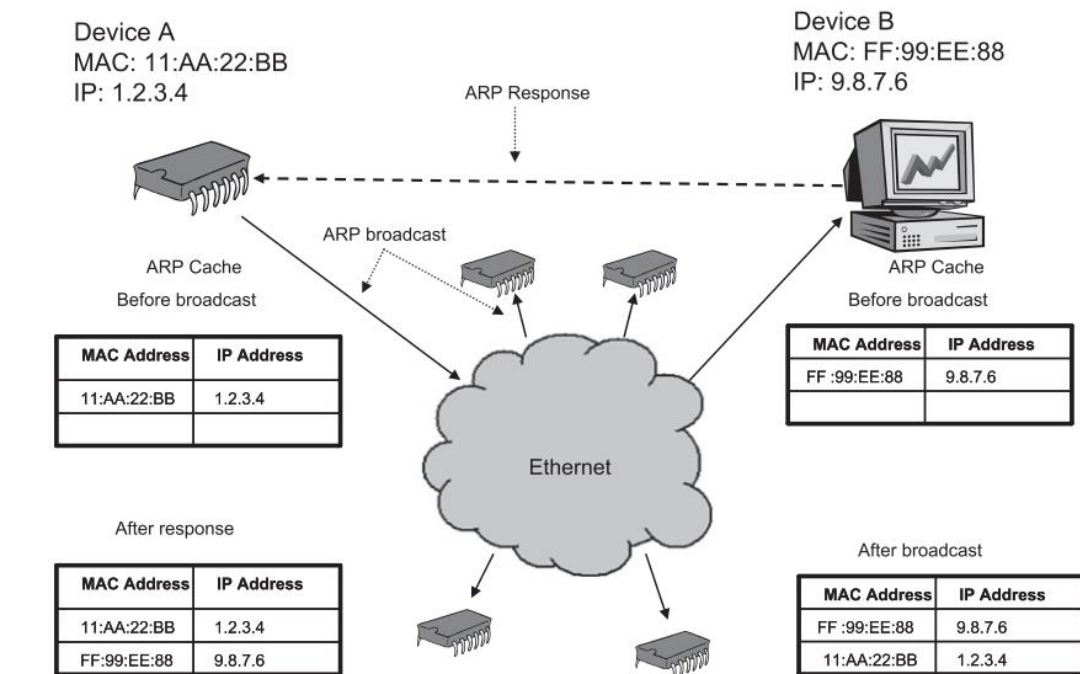 Device A
MAC: 11:AA:22:BB
IP: 1.2.3.4
Device B
MAC: FF:99:EE:88
IP: 9.8.7.6
ARP Response
ARP broadcast
ARP Cache
Before broadcast
MAC Address IP Address
11:AA:22:BB 1.2.3.4
ARP Cache
Before broadcast
MAC Address IP Address
FF :99:EE:88 9.8.7.6
Ethernet
After response
MAC Address IP Address
11:AA:22:BB 1.2.3.4
FF:99:EE:88 9.8.7.6
After broadcast
MAC Address IP Address
FF :99:EE:88 9.8.7.6
11:AA:22:BB 1.2.3.4